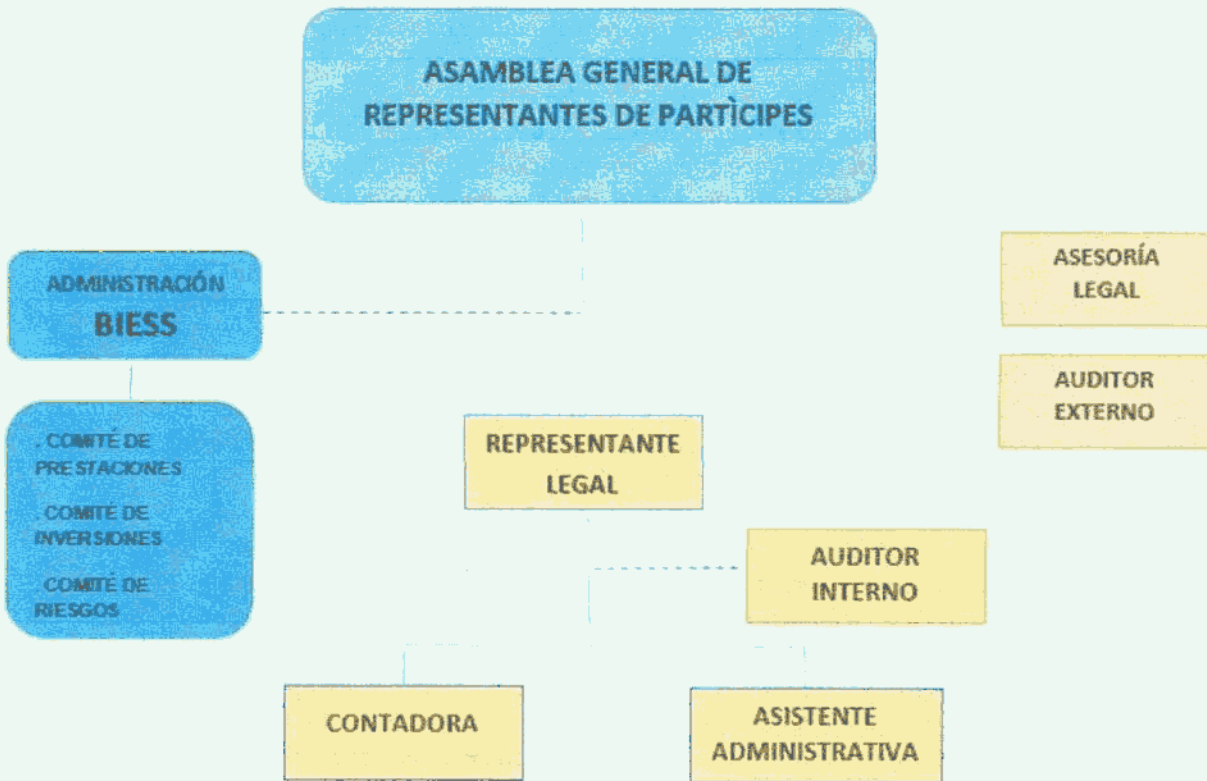 ASAMBLEA GENERAL DE
REPRESENTANTES DE PARTÌCIPES
ADMINISTRACIÓN
BIESS
ASESORÍA
LEGAL
AUDITOR
EXTERNO
. COMITÉ DE
PRESTACIONES
. COMITÉ DE
INVERSIONES
COMITÉ DE
RIESGOS
REPRESENTANTE
LEGAL
AUDITOR
INTERNO
CONTADORA
ASISTENTE
ADMINISTRATIVA